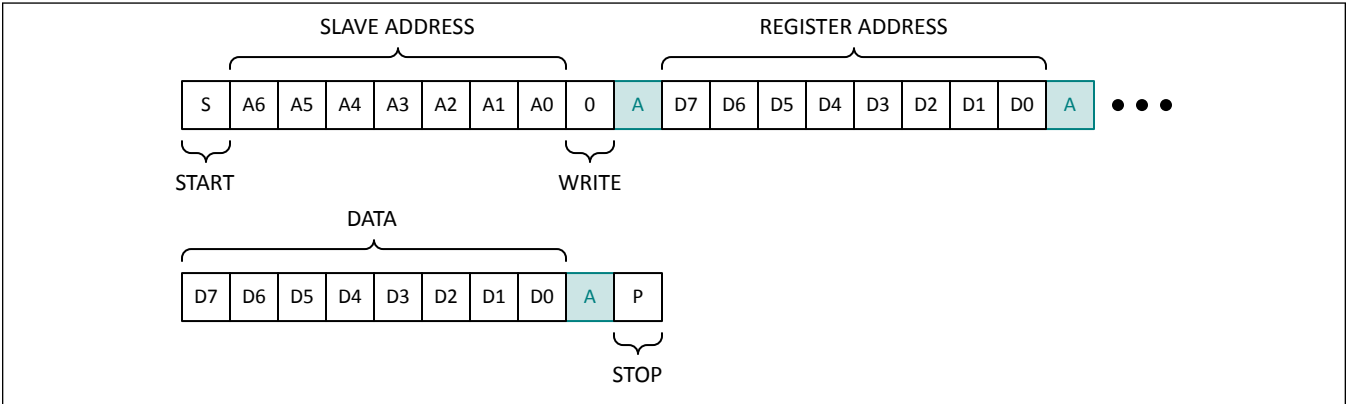 SLAVE ADDRESS REGISTER ADDRESS
S A6 A5 A4 A3 A2 A1 A0 0 A D7 D6 D5 D4 D3 D2 D1 D0 A •••
START WRITE
DATA
D7 D6 D5 D4 D3 D2 D1 D0 A P
STOP